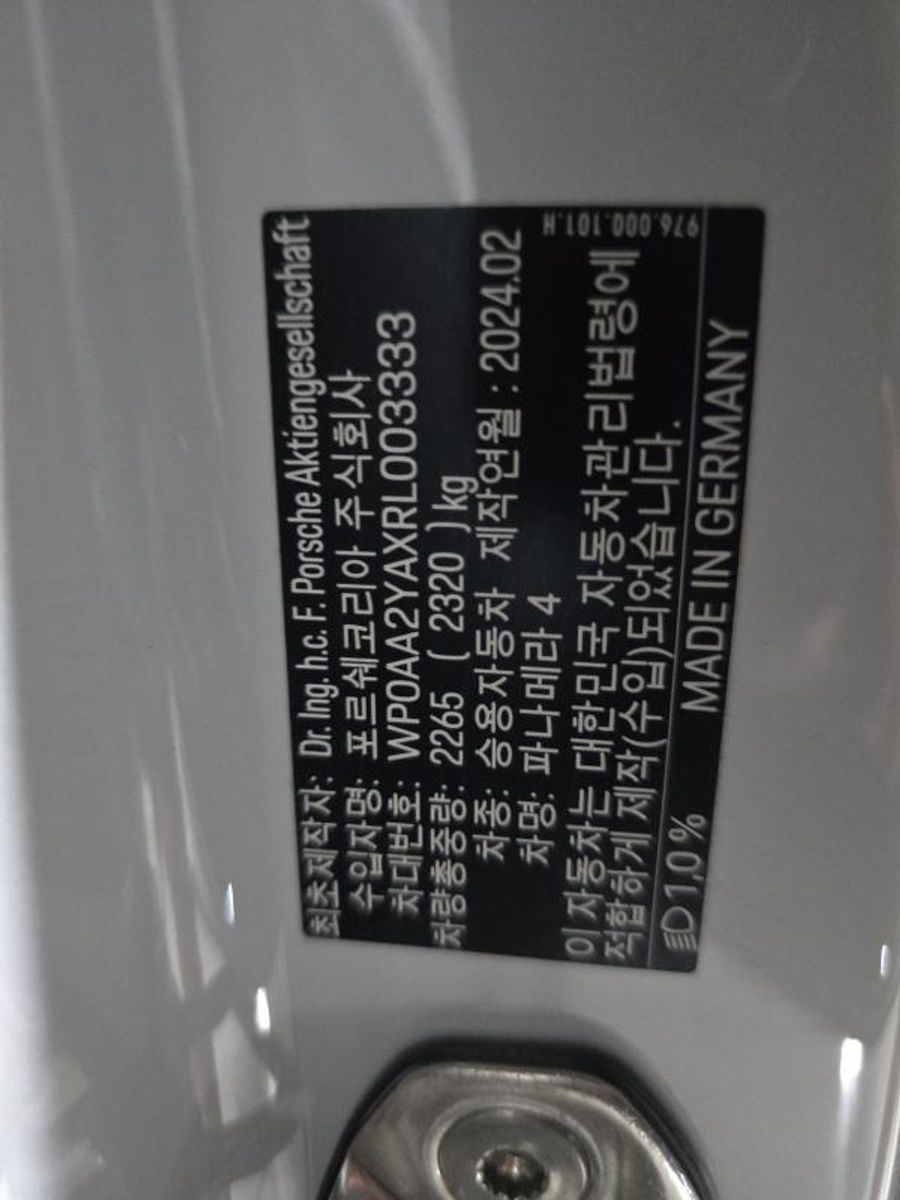 최초제작자: Dr. Ing. h.c. F. Porsche Aktiengesellschaft
수입자명: 포르쉐코리아 주식회사
차대번호: WP0AA2YAXRL003333
차량총중량: 2265 ( 2320 ) kg
차종: 승용자동차 제작연월 : 2024.02
차명: 파나메라 4
이 자동차는 대한민국 자동차관리법령에
적합하게 제작(수입)되었습니다.
976.000.101.H
1,0 % MADE IN GERMANY